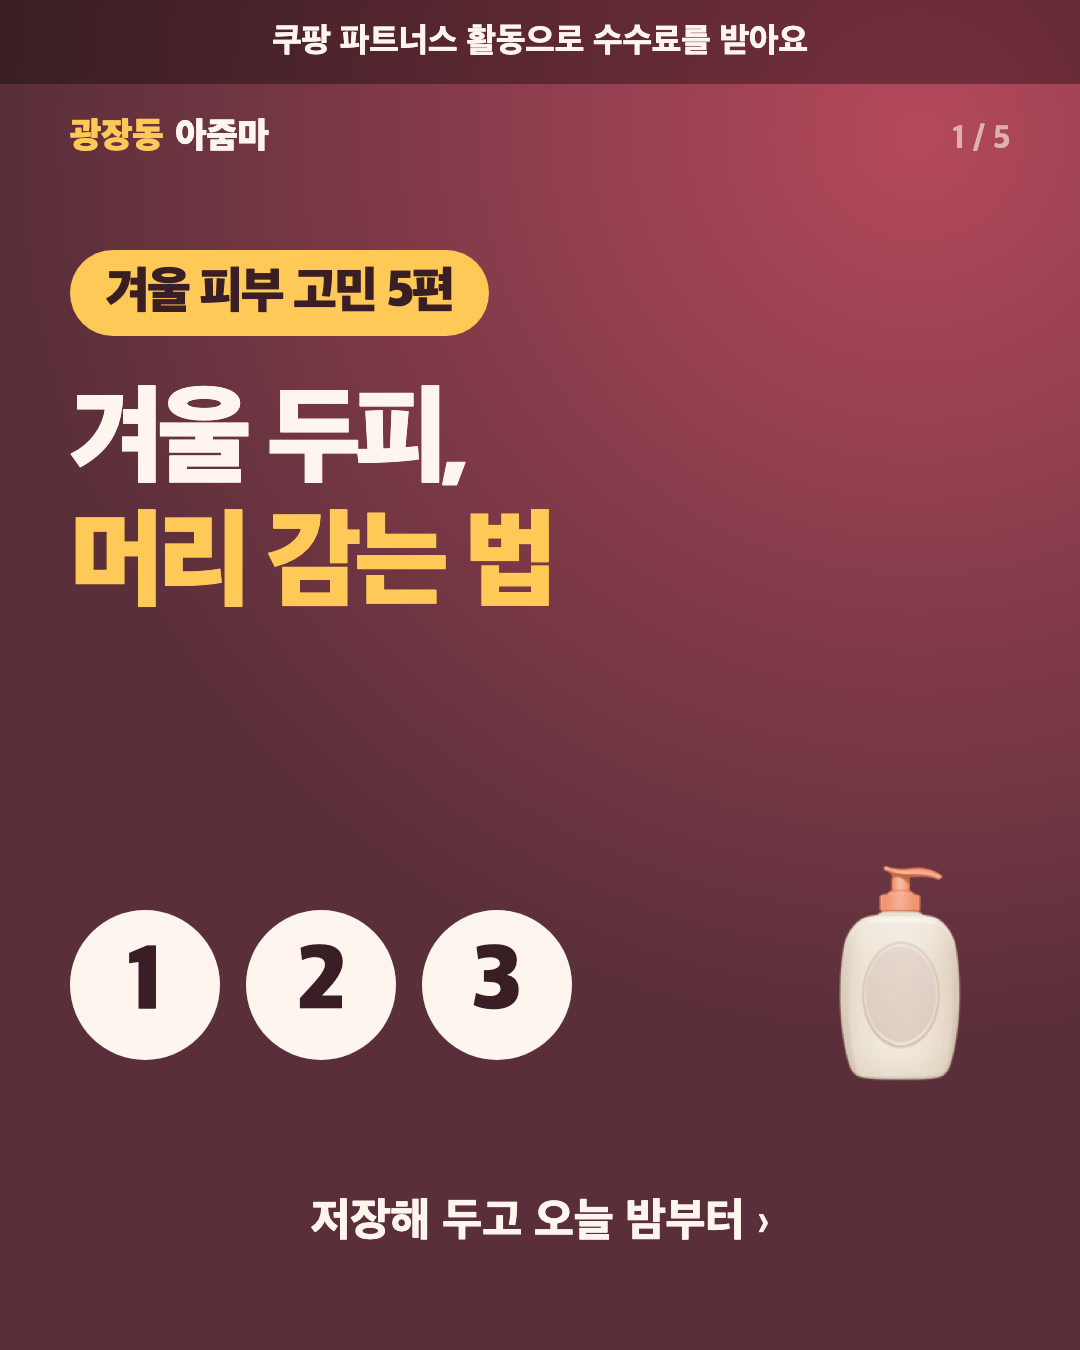 쿠팡 파트너스 활동으로 수수료를 받아요
광장동 아줌마
1 / 5
겨울 피부 고민 5편
겨울 두피,
머리 감는 법
1 2 3
저장해 두고 오늘 밤부터 ›